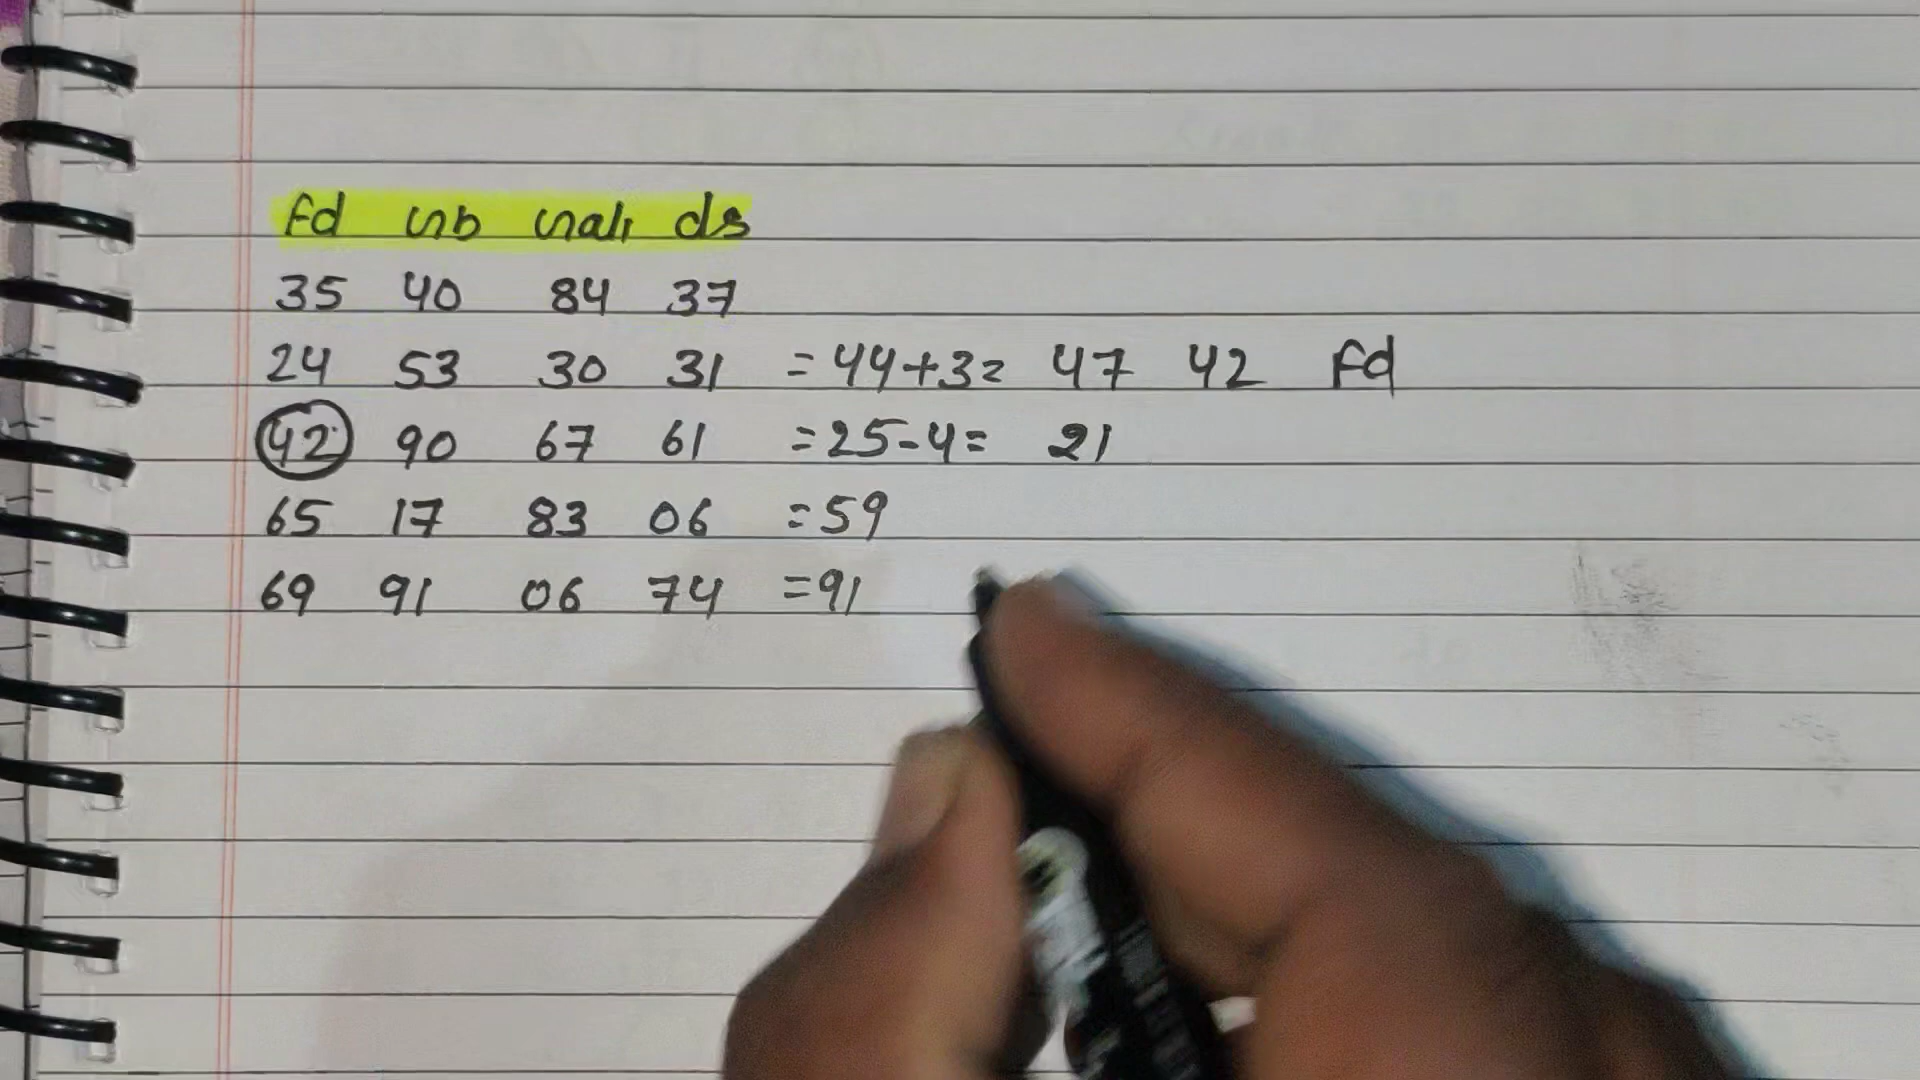 Fd GB Gali ds
35 40 84 37
24 53 30 31 = 44+3= 47 42 Fd
42 90 67 61 = 25-4= 21
65 17 83 06 = 59
69 91 06 74 = 91